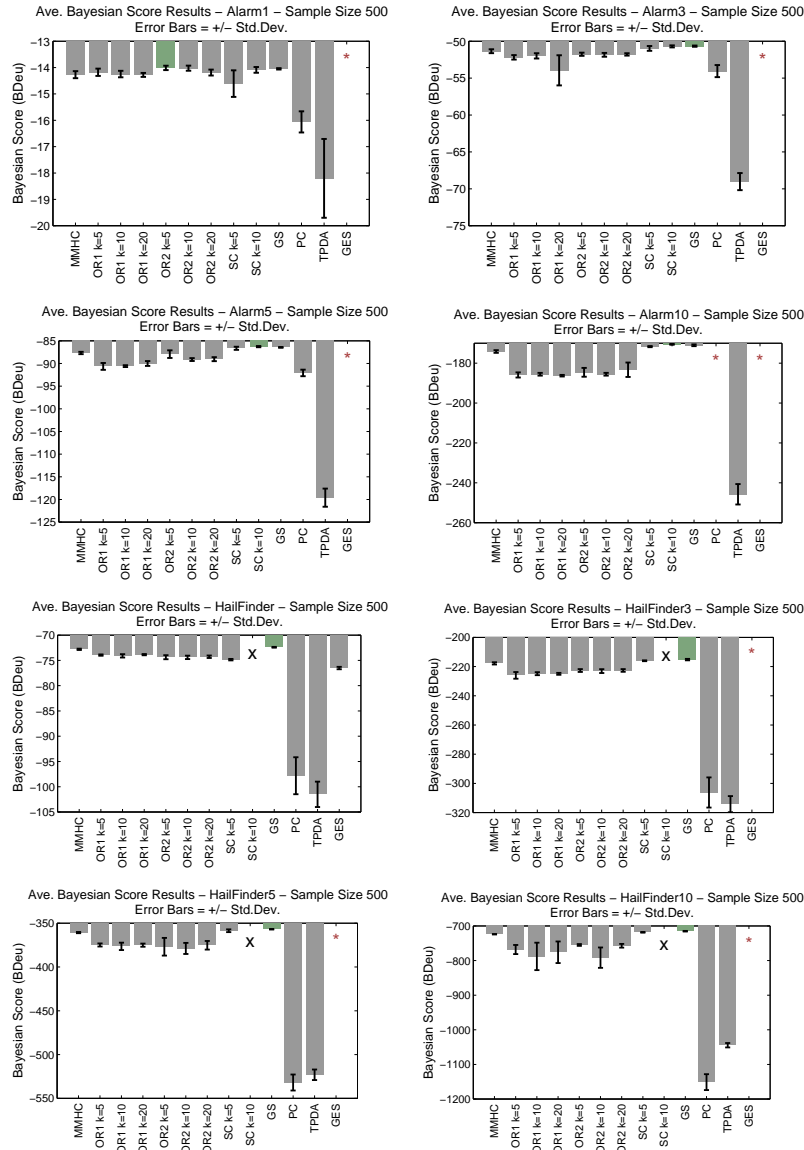 Ave. Bayesian Score Results – Alarm1 – Sample Size 500
Error Bars = +/– Std.Dev.
Bayesian Score (BDeu)
−13
−14
−15
−16
−17
−18
−19
−20
MMHC
OR1 k=5
OR1 k=10
OR1 k=20
OR2 k=5
OR2 k=10
OR2 k=20
SC k=5
SC k=10
GS
PC
TPDA
GES
*
Ave. Bayesian Score Results – Alarm3 – Sample Size 500
Error Bars = +/– Std.Dev.
Bayesian Score (BDeu)
−50
−55
−60
−65
−70
−75
MMHC
OR1 k=5
OR1 k=10
OR1 k=20
OR2 k=5
OR2 k=10
OR2 k=20
SC k=5
SC k=10
GS
PC
TPDA
GES
*
Ave. Bayesian Score Results – Alarm5 – Sample Size 500
Error Bars = +/– Std.Dev.
Bayesian Score (BDeu)
−85
−90
−95
−100
−105
−110
−115
−120
−125
MMHC
OR1 k=5
OR1 k=10
OR1 k=20
OR2 k=5
OR2 k=10
OR2 k=20
SC k=5
SC k=10
GS
PC
TPDA
GES
*
Ave. Bayesian Score Results – Alarm10 – Sample Size 500
Error Bars = +/– Std.Dev.
Bayesian Score (BDeu)
−180
−200
−220
−240
−260
MMHC
OR1 k=5
OR1 k=10
OR1 k=20
OR2 k=5
OR2 k=10
OR2 k=20
SC k=5
SC k=10
GS
PC
TPDA
GES
*
*
Ave. Bayesian Score Results – HailFinder – Sample Size 500
Error Bars = +/– Std.Dev.
Bayesian Score (BDeu)
−70
−75
−80
−85
−90
−95
−100
−105
MMHC
OR1 k=5
OR1 k=10
OR1 k=20
OR2 k=5
OR2 k=10
OR2 k=20
SC k=5
SC k=10
GS
PC
TPDA
GES
X
Ave. Bayesian Score Results – HailFinder3 – Sample Size 500
Error Bars = +/– Std.Dev.
Bayesian Score (BDeu)
−200
−220
−240
−260
−280
−300
−320
MMHC
OR1 k=5
OR1 k=10
OR1 k=20
OR2 k=5
OR2 k=10
OR2 k=20
SC k=5
SC k=10
GS
PC
TPDA
GES
X
*
Ave. Bayesian Score Results – HailFinder5 – Sample Size 500
Error Bars = +/– Std.Dev.
Bayesian Score (BDeu)
−350
−400
−450
−500
−550
MMHC
OR1 k=5
OR1 k=10
OR1 k=20
OR2 k=5
OR2 k=10
OR2 k=20
SC k=5
SC k=10
GS
PC
TPDA
GES
X
*
Ave. Bayesian Score Results – HailFinder10 – Sample Size 500
Error Bars = +/– Std.Dev.
Bayesian Score (BDeu)
−700
−800
−900
−1000
−1100
−1200
MMHC
OR1 k=5
OR1 k=10
OR1 k=20
OR2 k=5
OR2 k=10
OR2 k=20
SC k=5
SC k=10
GS
PC
TPDA
GES
X
*